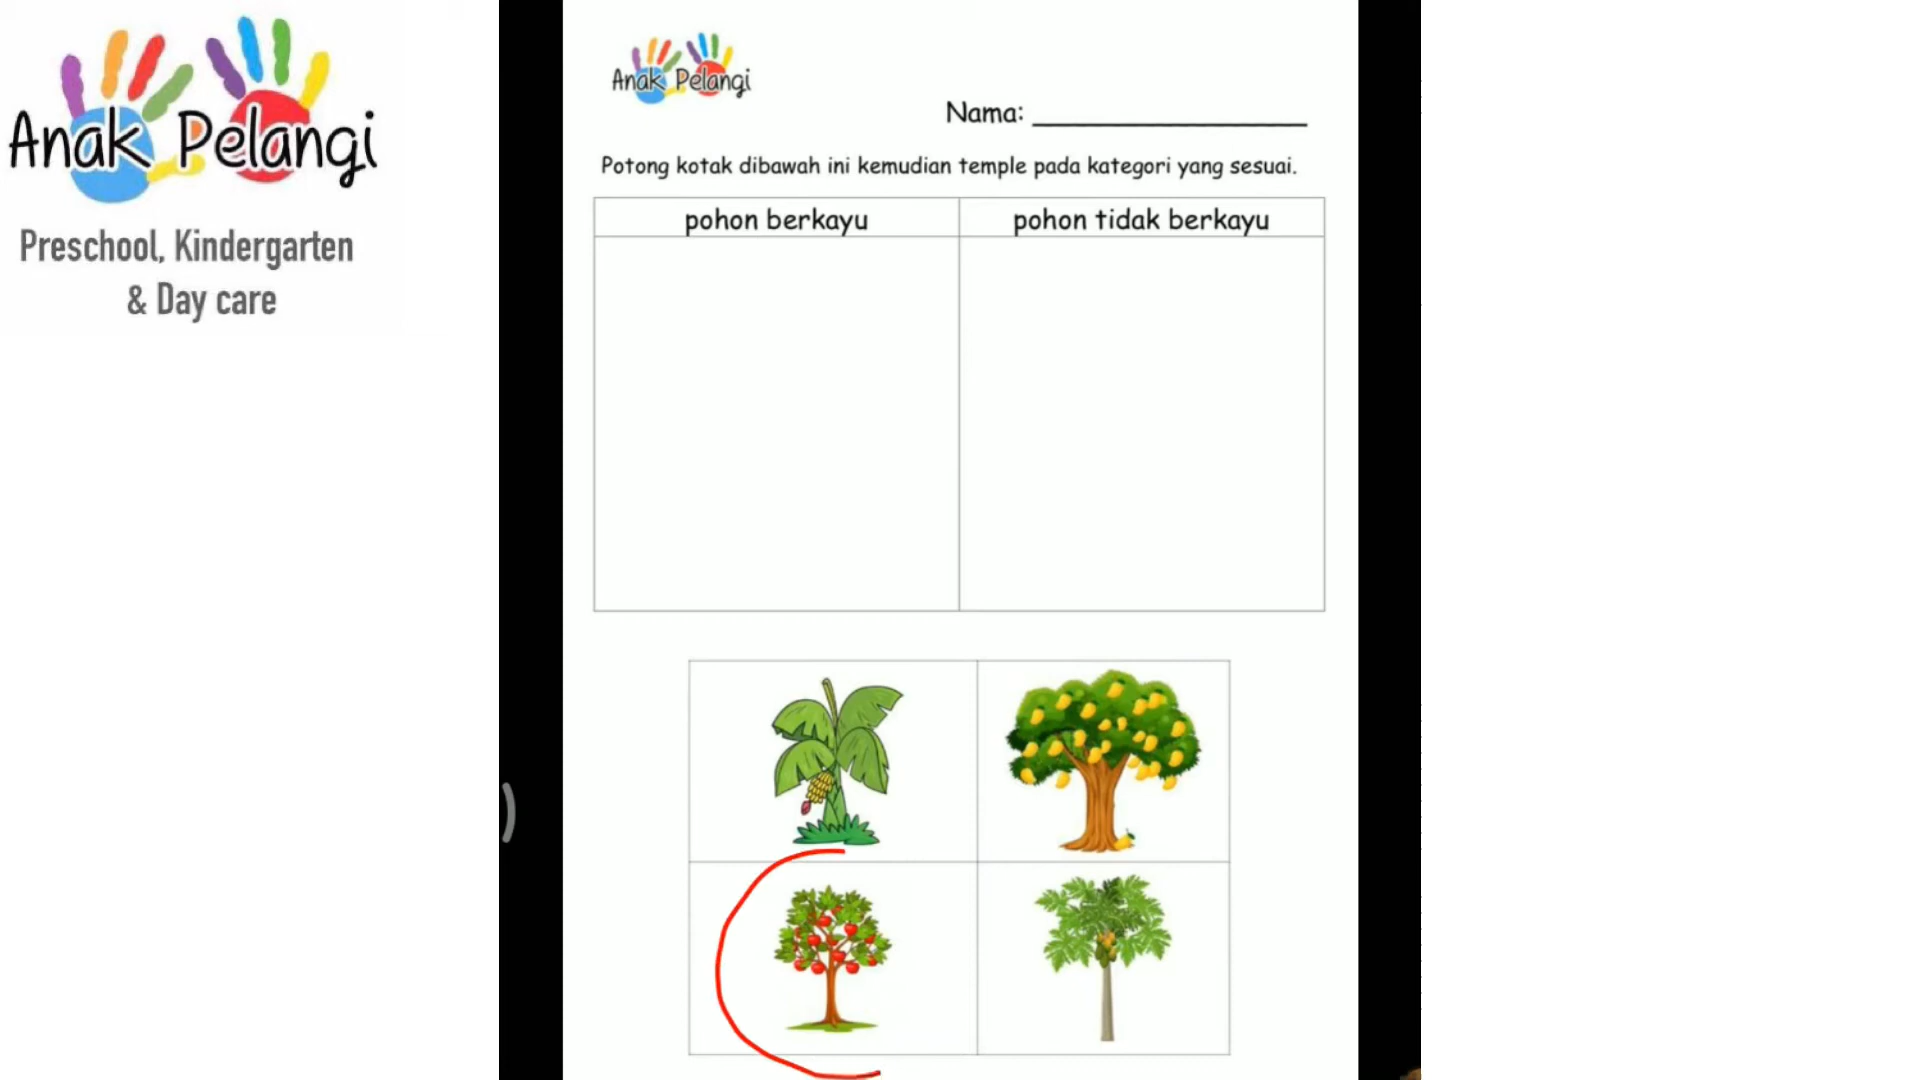 Anak Pelangi
Preschool, Kindergarten
& Day care
Anak Pelangi
Nama:
Potong kotak dibawah ini kemudian temple pada kategori yang sesuai.
pohon berkayu
pohon tidak berkayu